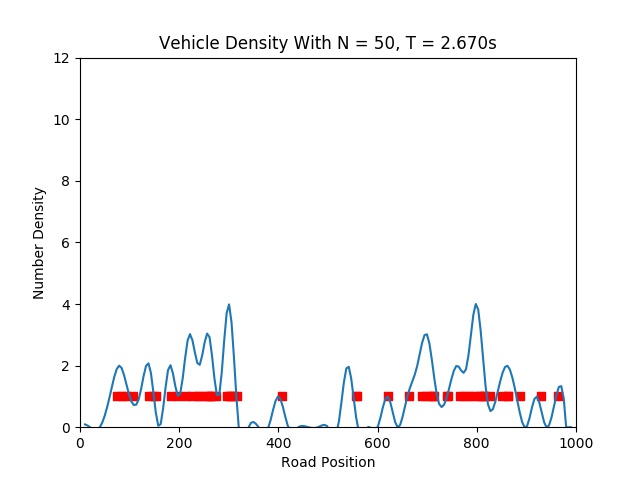 Vehicle Density With N = 50, T = 2.670s
12
10
8
6
4
2
0
Number Density
0 200 400 600 800 1000
Road Position